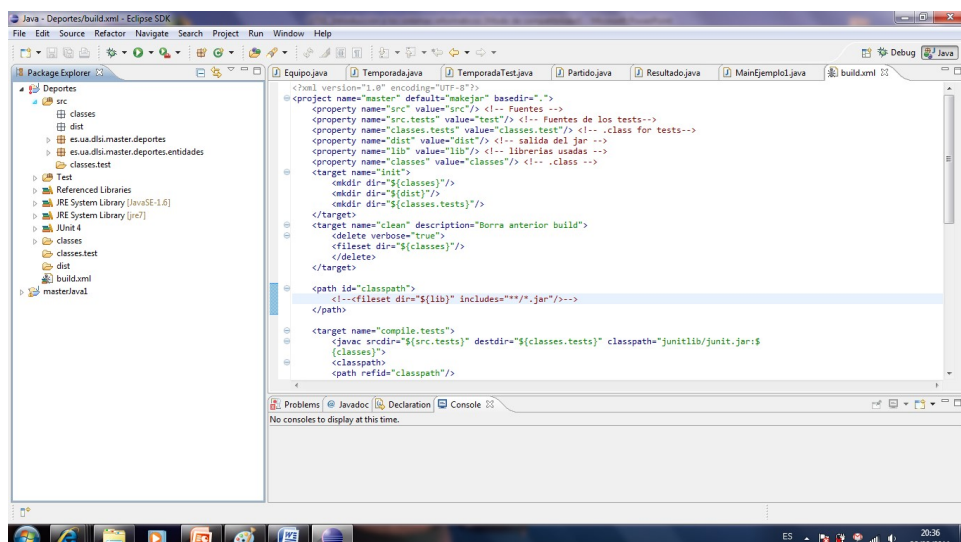 Java - Deportes/build.xml - Eclipse SDK
File Edit Source Refactor Navigate Search Project Run Window Help
Debug Java
Package Explorer
Deportes
src
classes
dist
es.ua.dlsi.master.deportes
es.ua.dlsi.master.deportes.entidades
classes.test
Test
Referenced Libraries
JRE System Library [JavaSE-1.6]
JRE System Library [jre7]
JUnit 4
classes
classes.test
dist
build.xml
masterJava1
Equipo.java Temporada.java TemporadaTest.java Partido.java Resultado.java MainEjemplo1.java build.xml
<?xml version="1.0" encoding="UTF-8"?>
<project name="master" default="makejar" basedir=".">
<property name="src" value="src"/> <!-- Fuentes -->
<property name="src.tests" value="test"/> <!-- Fuentes de los tests-->
<property name="classes.tests" value="classes.test"/> <!-- .class for tests-->
<property name="dist" value="dist"/> <!-- salida del jar -->
<property name="lib" value="lib"/> <!-- librerias usadas -->
<property name="classes" value="classes"/> <!-- .class -->
<target name="init">
<mkdir dir="${classes}"/>
<mkdir dir="${dist}"/>
<mkdir dir="${classes.tests}"/>
</target>
<target name="clean" description="Borra anterior build">
<delete verbose="true">
<fileset dir="${classes}"/>
</delete>
</target>
<path id="classpath">
<!--<fileset dir="${lib}" includes="**/*.jar"/>-->
</path>
<target name="compile.tests">
<javac srcdir="${src.tests}" destdir="${classes.tests}" classpath="junitlib/junit.jar:$
{classes}">
<classpath>
<path refid="classpath"/>
Problems Javadoc Declaration Console
No consoles to display at this time.
ES 20:36